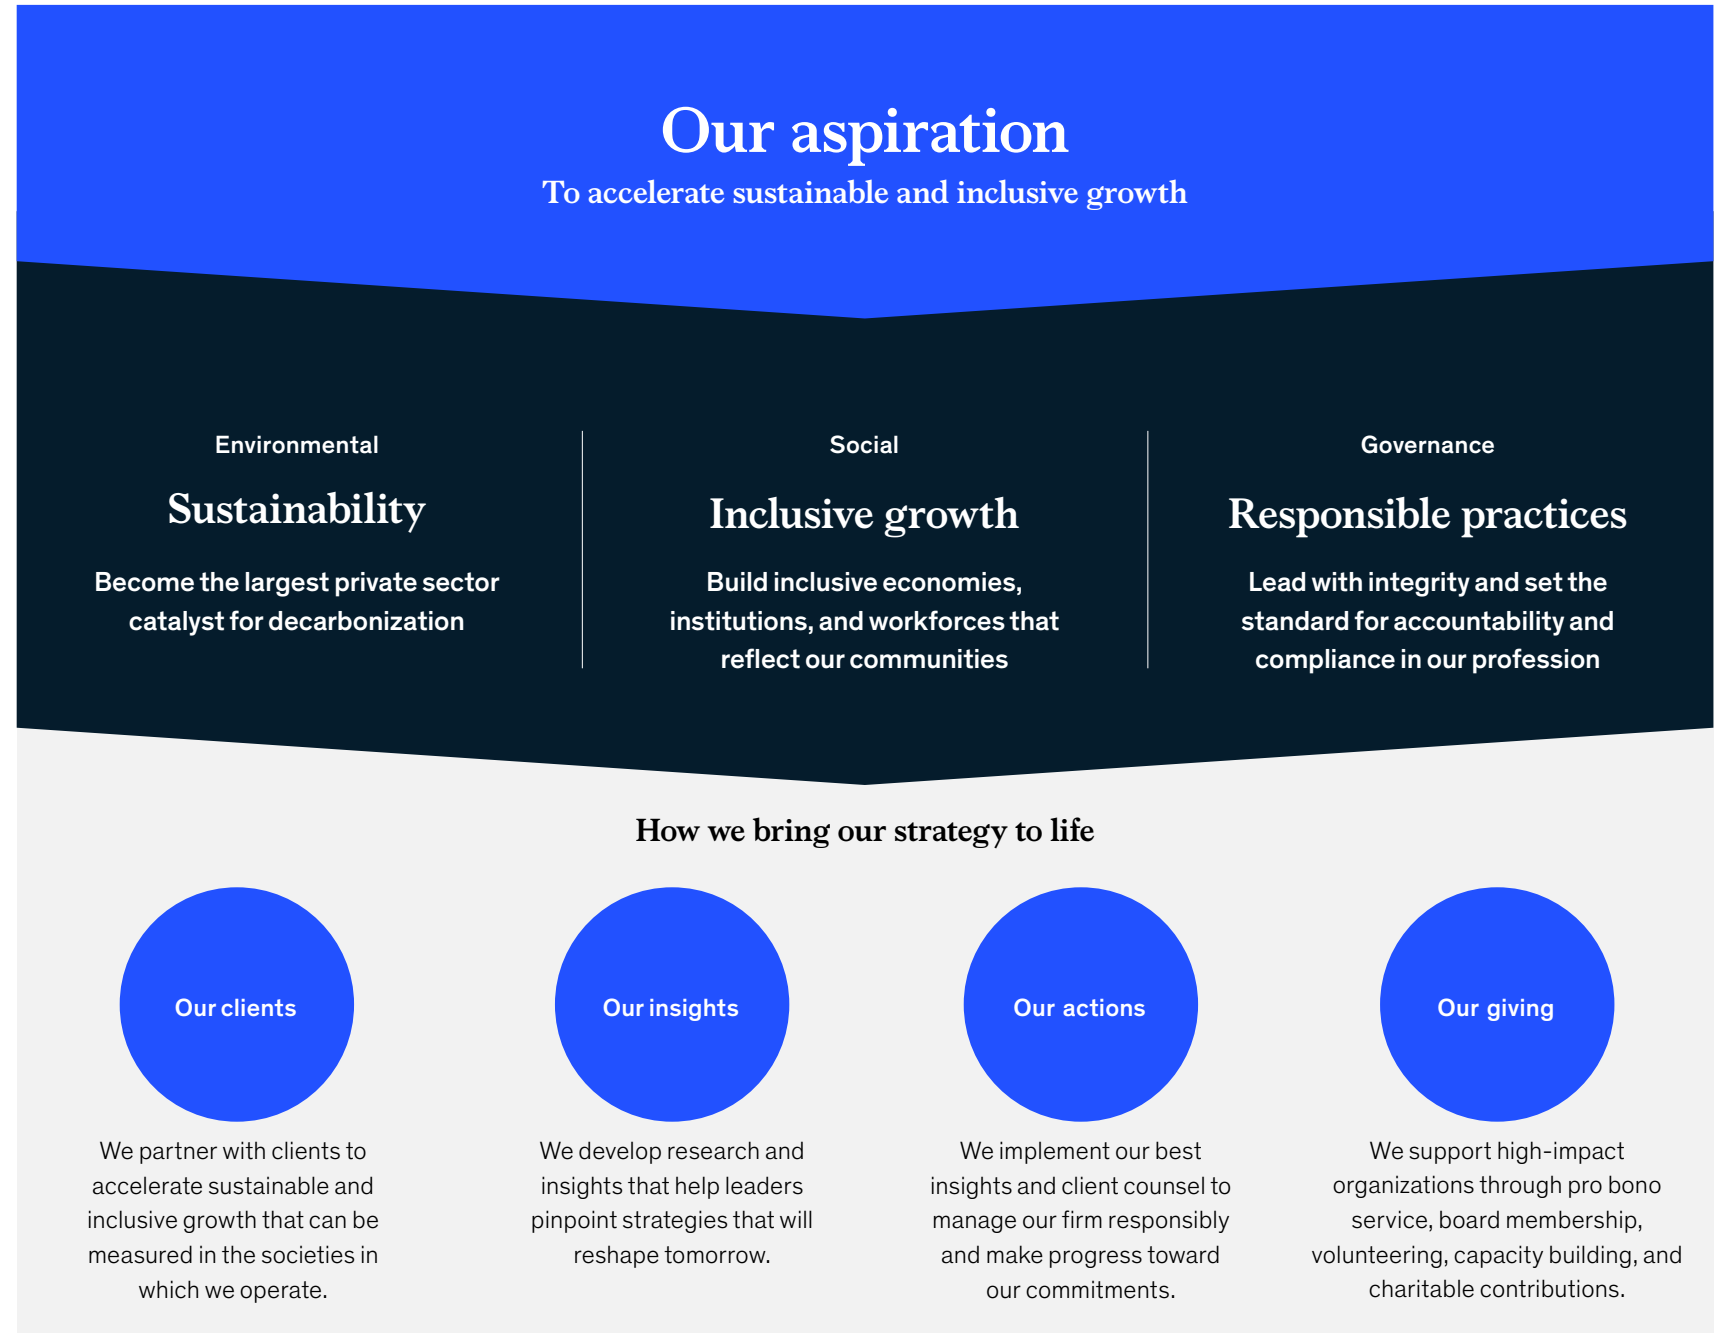 Our aspiration
To accelerate sustainable and inclusive growth
Environmental
Sustainability
Become the largest private sector
catalyst for decarbonization
Social
Inclusive growth
Build inclusive economies,
institutions, and workforces that
reflect our communities
Governance
Responsible practices
Lead with integrity and set the
standard for accountability and
compliance in our profession
How we bring our strategy to life
Our clients
We partner with clients to
accelerate sustainable and
inclusive growth that can be
measured in the societies in
which we operate.
Our insights
We develop research and
insights that help leaders
pinpoint strategies that will
reshape tomorrow.
Our actions
We implement our best
insights and client counsel to
manage our firm responsibly
and make progress toward
our commitments.
Our giving
We support high-impact
organizations through pro bono
service, board membership,
volunteering, capacity building, and
charitable contributions.